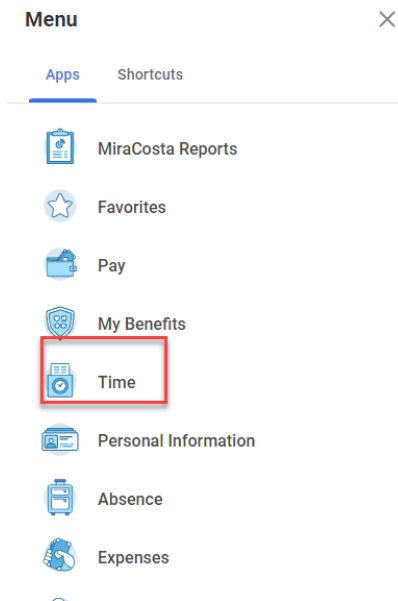 Menu
Apps
Shortcuts
MiraCosta Reports
Favorites
Pay
My Benefits
Time
Personal Information
Absence
Expenses